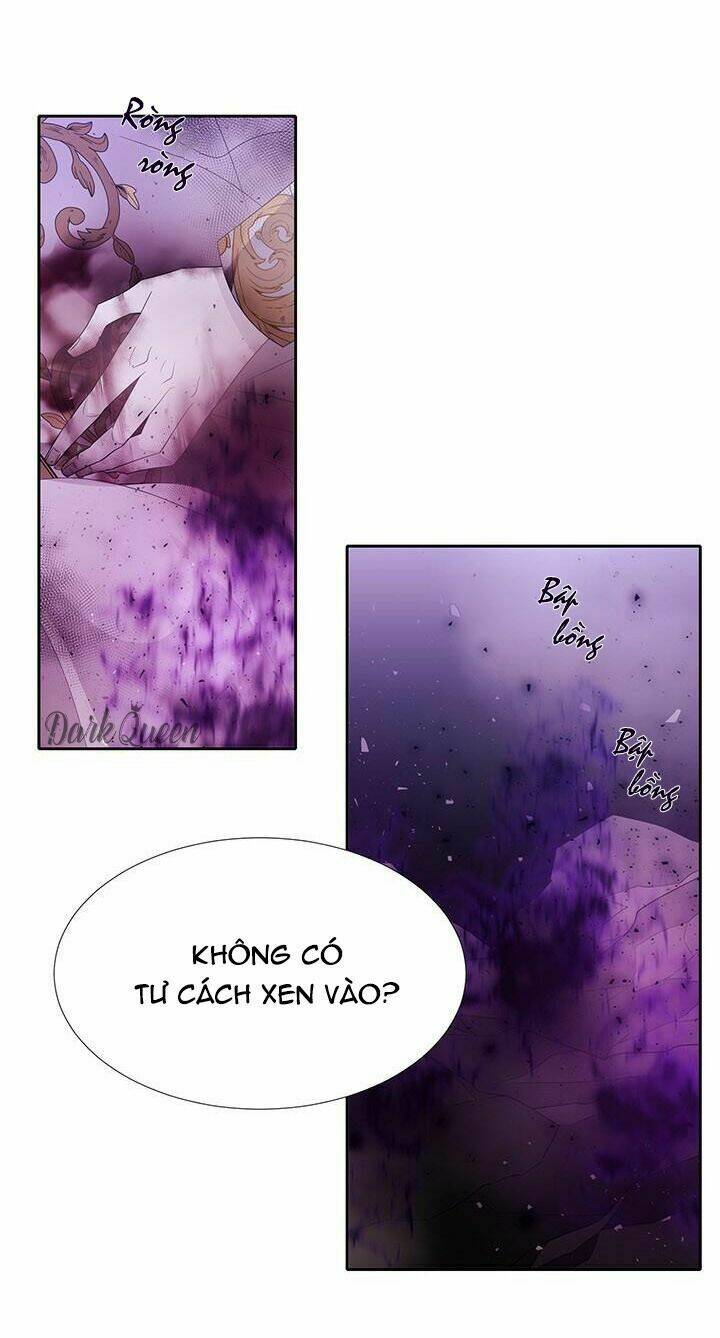 Ròng
ròng
DarkQueen
Bập
bồng
Bập
bồng
KHÔNG CÓ
TƯ CÁCH XEN VÀO?